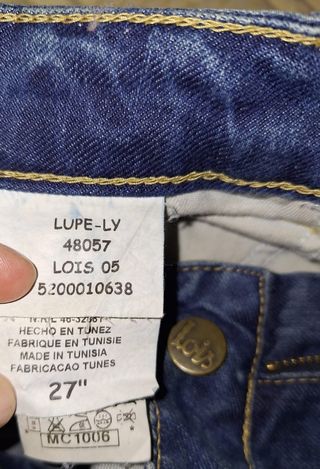 LUPE-LY
48057
LOIS 05
5200010638
HECHO EN TÚNEZ
FABRIQUE EN TUNISIE
MADE IN TUNISIA
FABRICACAO TUNES
27"
MC1006
Lois